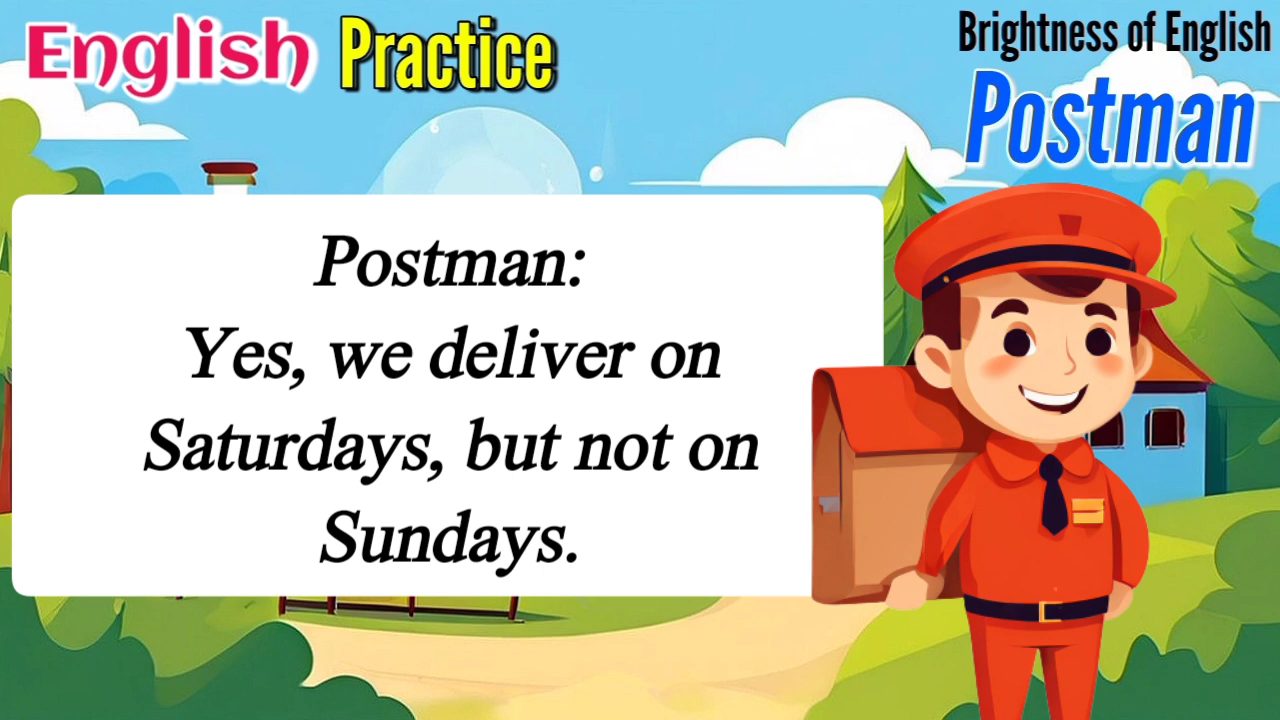 English Practice
Brightness of English
Postman
Postman:
Yes, we deliver on
Saturdays, but not on
Sundays.